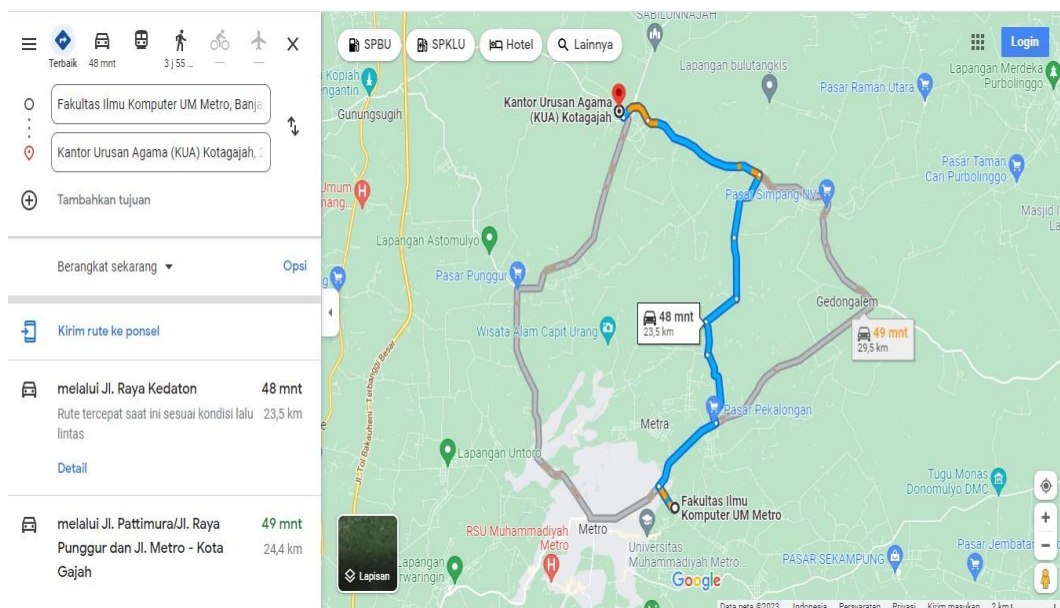 Terbaik
48 mnt
3 j 55 ...
Fakultas Ilmu Komputer UM Metro, Banja
Kantor Urusan Agama (KUA) Kotagajah,
Tambahkan tujuan
Berangkat sekarang
Opsi
Kirim rute ke ponsel
melalui Jl. Raya Kedaton
48 mnt
Rute tercepat saat ini sesuai kondisi lalu
lintas
23,5 km
Detail
melalui Jl. Pattimura/Jl. Raya
Punggur dan Jl. Metro - Kota
Gajah
49 mnt
24,4 km
SPBU
SPKLU
Hotel
Lainnya
Login
SABILUNNAJAH
Kopiah
Gunungsugih
Lapangan bulutangkis
Pasar Raman Utara
Lapangan Merdeka
Purbolinggo
Kantor Urusan Agama
(KUA) Kotagajah
Pasar Taman
Cari Purbolinggo
Umum
Pasar Simpang NV
Masjid
Lapangan Astomulyo
Pasar Punggur
Gedongalem
48 mnt
23,5 km
Wisata Alam Capit Urang
49 mnt
29,5 km
Jl. Tol Bakauheni - Terbanggi Besar
Pasar Pekalongan
Metra
Lapangan Untoro
Tugu Monas
Donomulyo DMC
Fakultas Ilmu
Komputer UM Metro
RSU Muhammadiyah
Metro
Metro
Universitas
Muhammadiyah Metro...
PASAR SEKAMPUNG
Pasar Jembatan
Lapangan
Lapisan
Google
Data peta ©2023
Indonesia
Persyaratan
Privasi
Kirim masukan
2 km